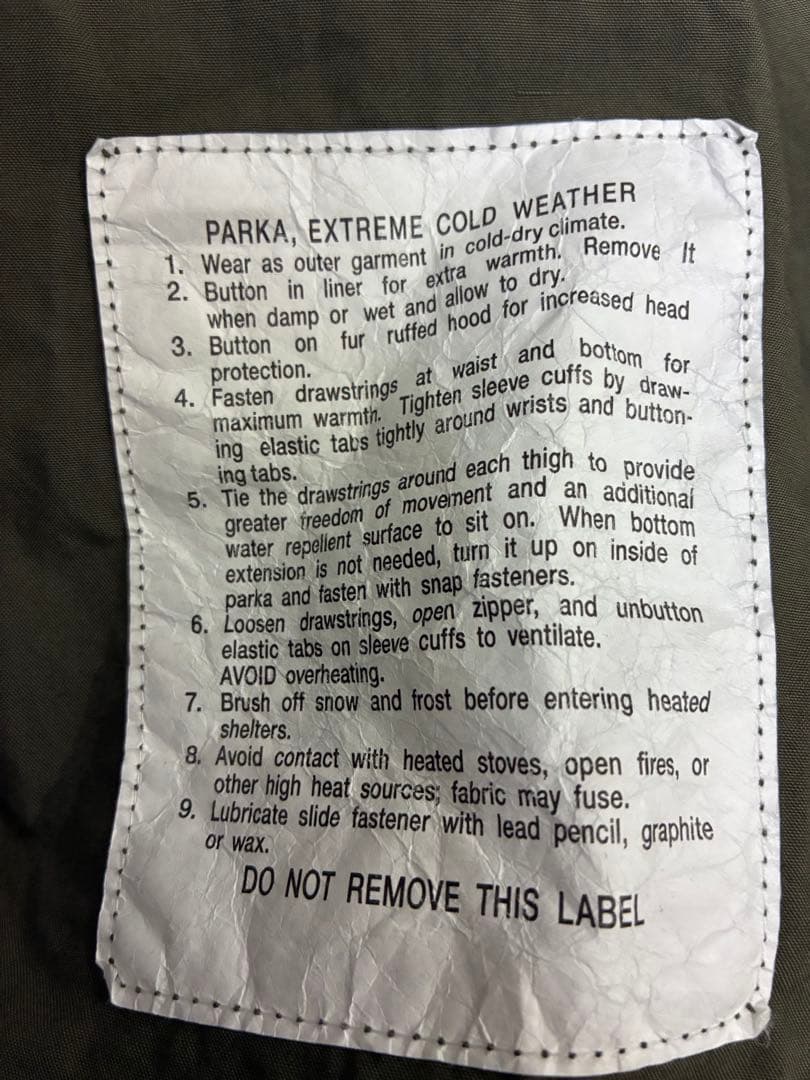 PARKA, EXTREME COLD WEATHER
1. Wear as outer garment in cold-dry climate.
2. Button in liner for extra warmth. Remove It
when damp or wet and allow to dry.
3. Button on fur ruffed hood for increased head
protection.
4. Fasten drawstrings at waist and bottom for
maximum warmth. Tighten sleeve cuffs by draw-
ing elastic tabs tightly around wrists and button-
ing tabs.
5. Tie the drawstrings around each thigh to provide
greater freedom of movement and an additional
water repellent surface to sit on. When bottom
extension is not needed, turn it up on inside of
parka and fasten with snap fasteners.
6. Loosen drawstrings, open zipper, and unbutton
elastic tabs on sleeve cuffs to ventilate.
AVOID overheating.
7. Brush off snow and frost before entering heated
shelters.
8. Avoid contact with heated stoves, open fires, or
other high heat sources; fabric may fuse.
9. Lubricate slide fastener with lead pencil, graphite
or wax.
DO NOT REMOVE THIS LABEL